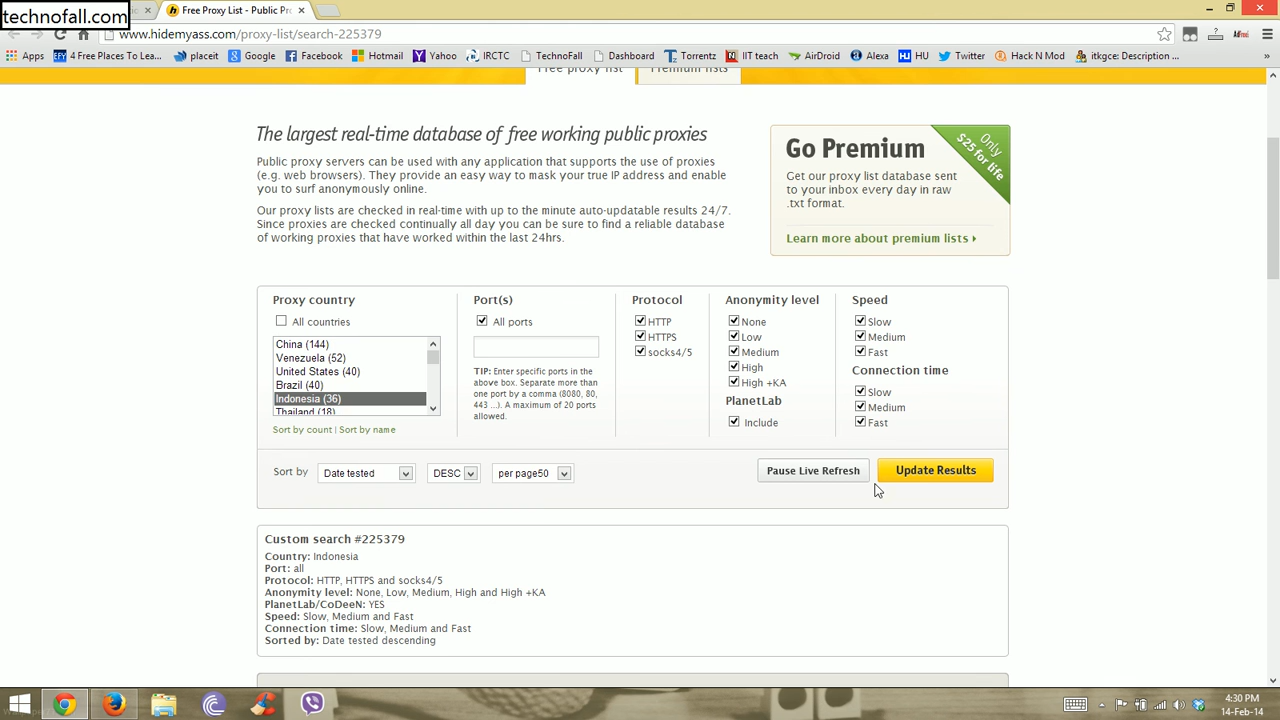 technofall.com
Free Proxy List - Public Pr
www.hidemyass.com/proxy-list/search-225379
Apps
4 Free Places To Lea...
placeit
Google
Facebook
Hotmail
Yahoo
IRCTC
TechnoFall
Dashboard
Torrentz
IIT teach
AirDroid
Alexa
HU
Twitter
Hack N Mod
itkgce: Description ...
»
Free proxy list
Premium lists
The largest real-time database of free working public proxies
Public proxy servers can be used with any application that supports the use of proxies
(e.g. web browsers). They provide an easy way to mask your true IP address and enable
you to surf anonymously online.
Our proxy lists are checked in real-time with up to the minute auto-updatable results 24/7.
Since proxies are checked continually all day you can be sure to find a reliable database
of working proxies that have worked within the last 24hrs.
Go Premium
Only
$25 for life
Get our proxy list database sent
to your inbox every day in raw
.txt format.
Learn more about premium lists
Proxy country
All countries
China (144)
Venezuela (52)
United States (40)
Brazil (40)
Indonesia (36)
Thailand (18)
Sort by count | Sort by name
Port(s)
All ports
TIP: Enter specific ports in the
above box. Separate more than
one port by a comma (8080, 80,
443 ...). A maximum of 20 ports
allowed.
Protocol
HTTP
HTTPS
socks4/5
Anonymity level
None
Low
Medium
High
High +KA
PlanetLab
Include
Speed
Slow
Medium
Fast
Connection time
Slow
Medium
Fast
Sort by
Date tested
DESC
per page50
Pause Live Refresh
Update Results
Custom search #225379
Country: Indonesia
Port: all
Protocol: HTTP, HTTPS and socks4/5
Anonymity level: None, Low, Medium, High and High +KA
PlanetLab/CoDeeN: YES
Speed: Slow, Medium and Fast
Connection time: Slow, Medium and Fast
Sorted by: Date tested descending
4:30 PM
14-Feb-14